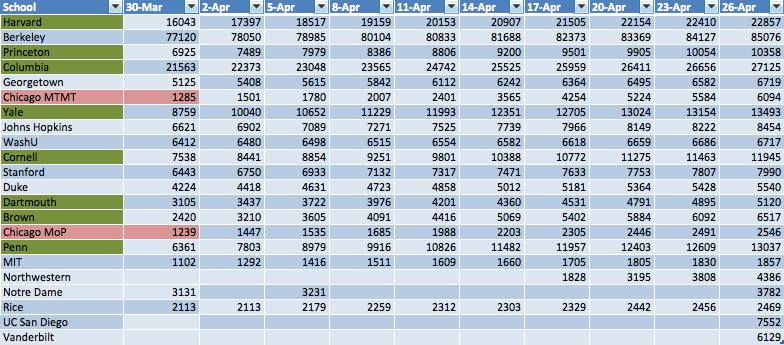 School 30-Mar 2-Apr 5-Apr 8-Apr 11-Apr 14-Apr 17-Apr 20-Apr 23-Apr 26-Apr
Harvard 16043 17397 18517 19159 20153 20907 21505 22154 22410 22857
Berkeley 77120 78050 78985 80104 80833 81688 82373 83369 84127 85076
Princeton 6925 7489 7979 8386 8806 9200 9501 9905 10054 10358
Columbia 21563 22373 23048 23565 24742 25525 25959 26411 26656 27125
Georgetown 5125 5408 5615 5842 6112 6242 6364 6495 6582 6719
Chicago MTMT 1285 1501 1780 2007 2401 3565 4254 5224 5584 6094
Yale 8759 10040 10652 11229 11993 12351 12705 13024 13154 13493
Johns Hopkins 6621 6902 7089 7271 7525 7739 7966 8149 8222 8454
WashU 6412 6480 6498 6515 6554 6582 6618 6659 6686 6717
Cornell 7538 8441 8854 9251 9801 10388 10772 11275 11463 11945
Stanford 6443 6750 6933 7132 7317 7471 7633 7753 7807 7990
Duke 4224 4418 4631 4723 4858 5012 5181 5364 5428 5540
Dartmouth 3105 3437 3722 3976 4201 4360 4531 4791 4895 5120
Brown 2420 3210 3605 4091 4416 5069 5402 5884 6092 6517
Chicago MoP 1239 1447 1535 1685 1988 2203 2305 2446 2491 2546
Penn 6361 7803 8979 9916 10826 11482 11957 12403 12609 13037
MIT 1102 1292 1416 1511 1609 1660 1705 1805 1830 1857
Northwestern 1828 3195 3808 4386
Notre Dame 3131 3231 3782
Rice 2113 2113 2179 2259 2312 2303 2329 2442 2456 2469
UC San Diego 7552
Vanderbilt 6129